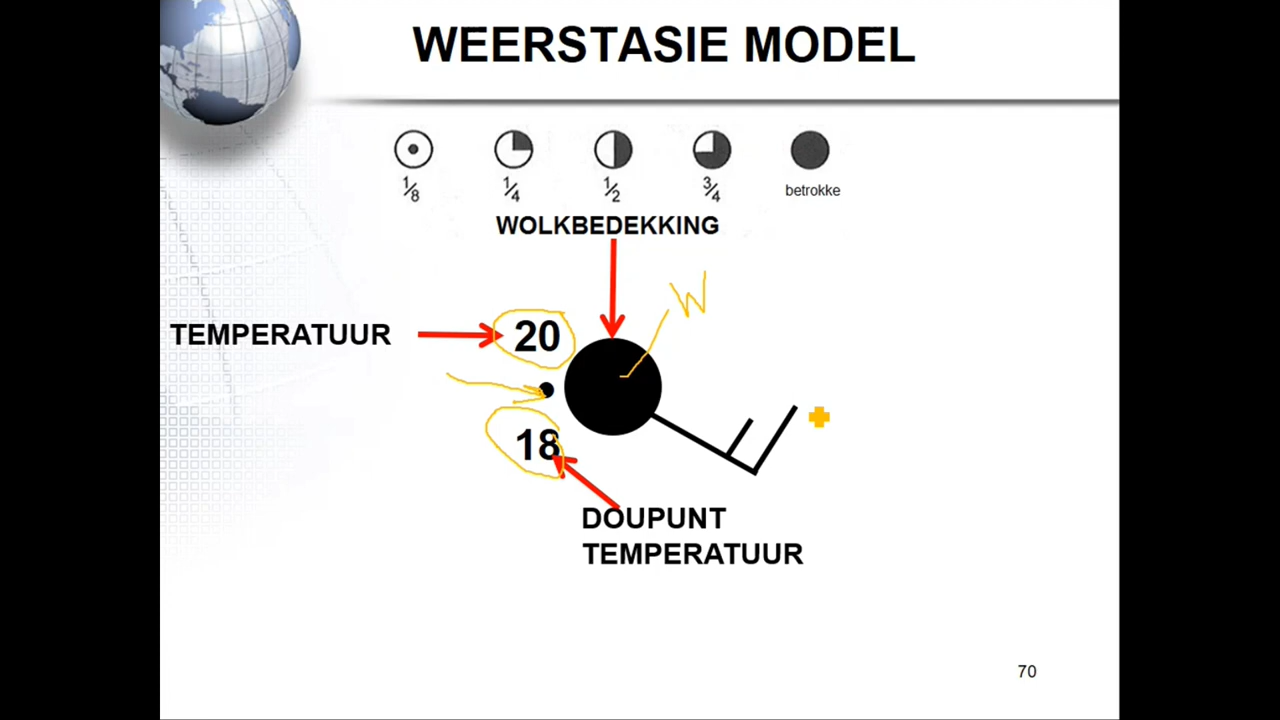 WEERSTASIE MODEL
1/8 1/4 1/2 3/4 betrokke
WOLKBEDEKKING
W
TEMPERATUUR 20
18
DOUPUNT
TEMPERATUUR
70